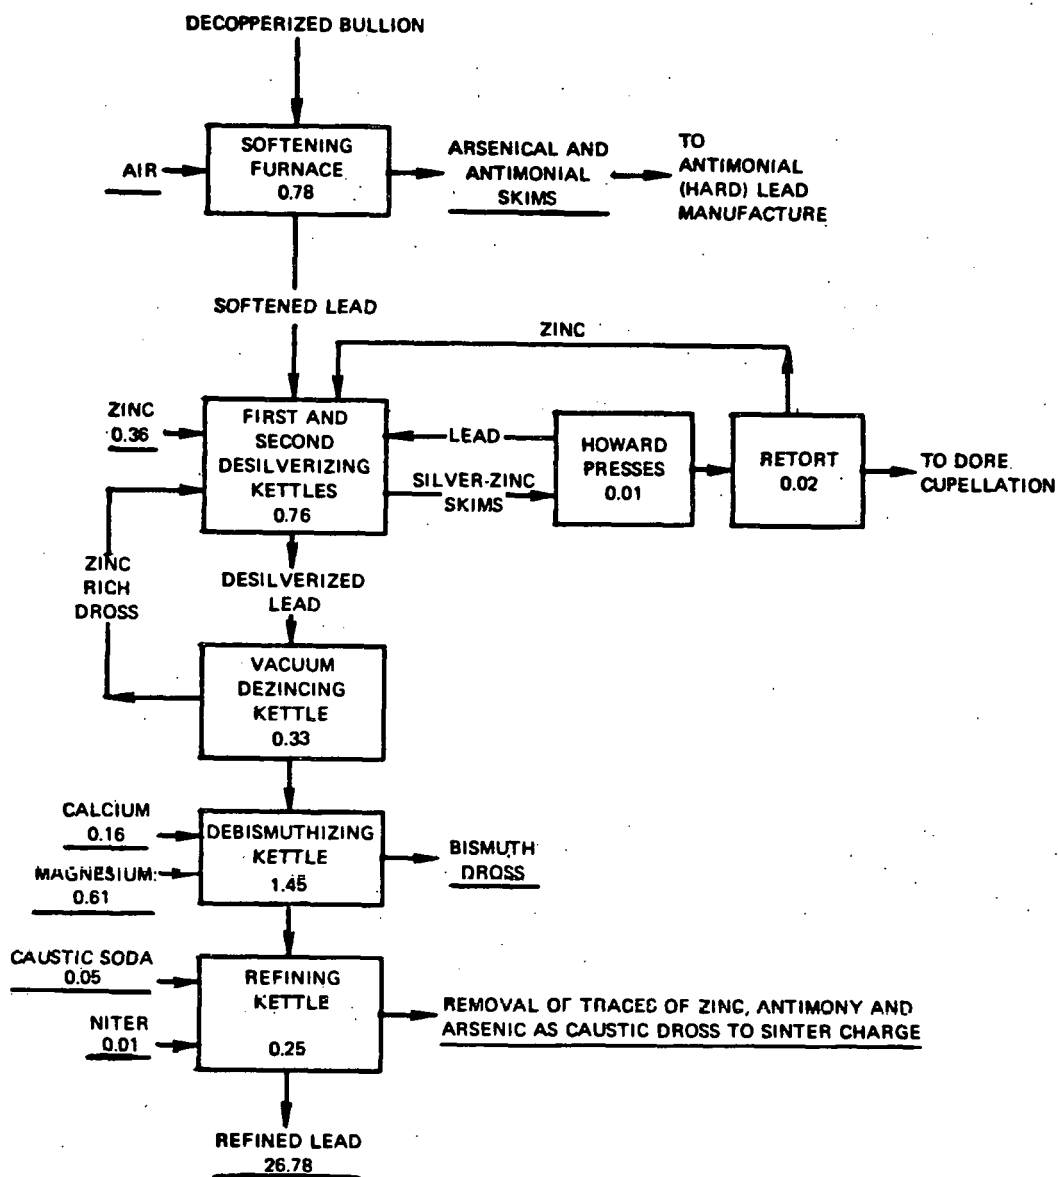 DECOPPERIZED BULLION
SOFTENING
FURNACE
0.78
AIR
ARSENICAL AND
ANTIMONIAL
SKIMS
TO
ANTIMONIAL
(HARD) LEAD
MANUFACTURE
SOFTENED LEAD
ZINC
ZINC
0.36
FIRST AND
SECOND
DESILVERIZING
KETTLES
0.76
LEAD
SILVER-ZINC
SKIMS
HOWARD
PRESSES
0.01
RETORT
0.02
TO DORE
CUPELLATION
ZINC
RICH
DROSS
DESILVERIZED
LEAD
VACUUM
DEZINCING
KETTLE
0.33
CALCIUM
0.16
MAGNESIUM
0.61
DEBISMUTHIZING
KETTLE
1.45
BISMUTH
DROSS
CAUSTIC SODA
0.05
NITER
0.01
REFINING
KETTLE
0.25
REMOVAL OF TRACES OF ZINC, ANTIMONY AND
ARSENIC AS CAUSTIC DROSS TO SINTER CHARGE
REFINED LEAD
26.78